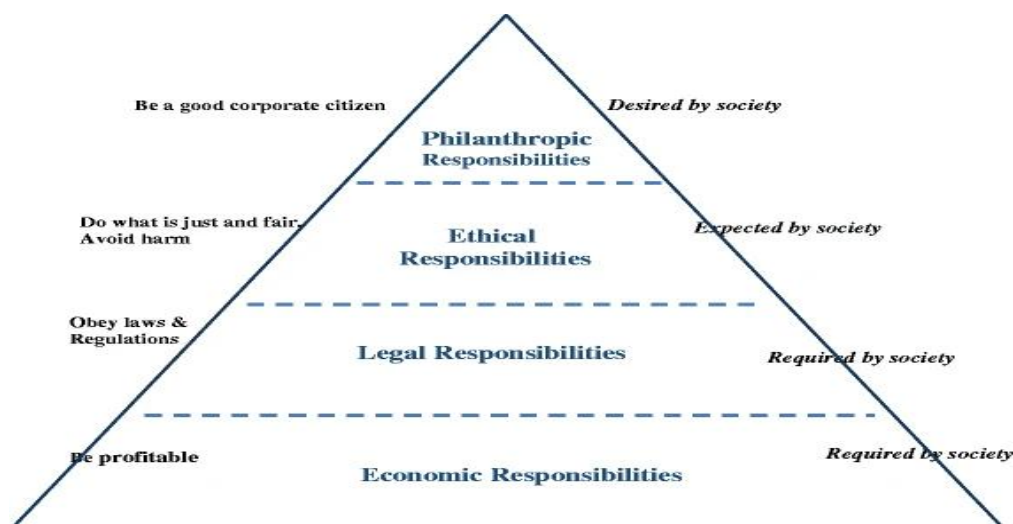 Be a good corporate citizen
Desired by society
Philanthropic
Responsibilities
Do what is just and fair,
Avoid harm
Expected by society
Ethical
Responsibilities
Obey laws &
Regulations
Legal Responsibilities
Required by society
Be profitable
Required by society
Economic Responsibilities